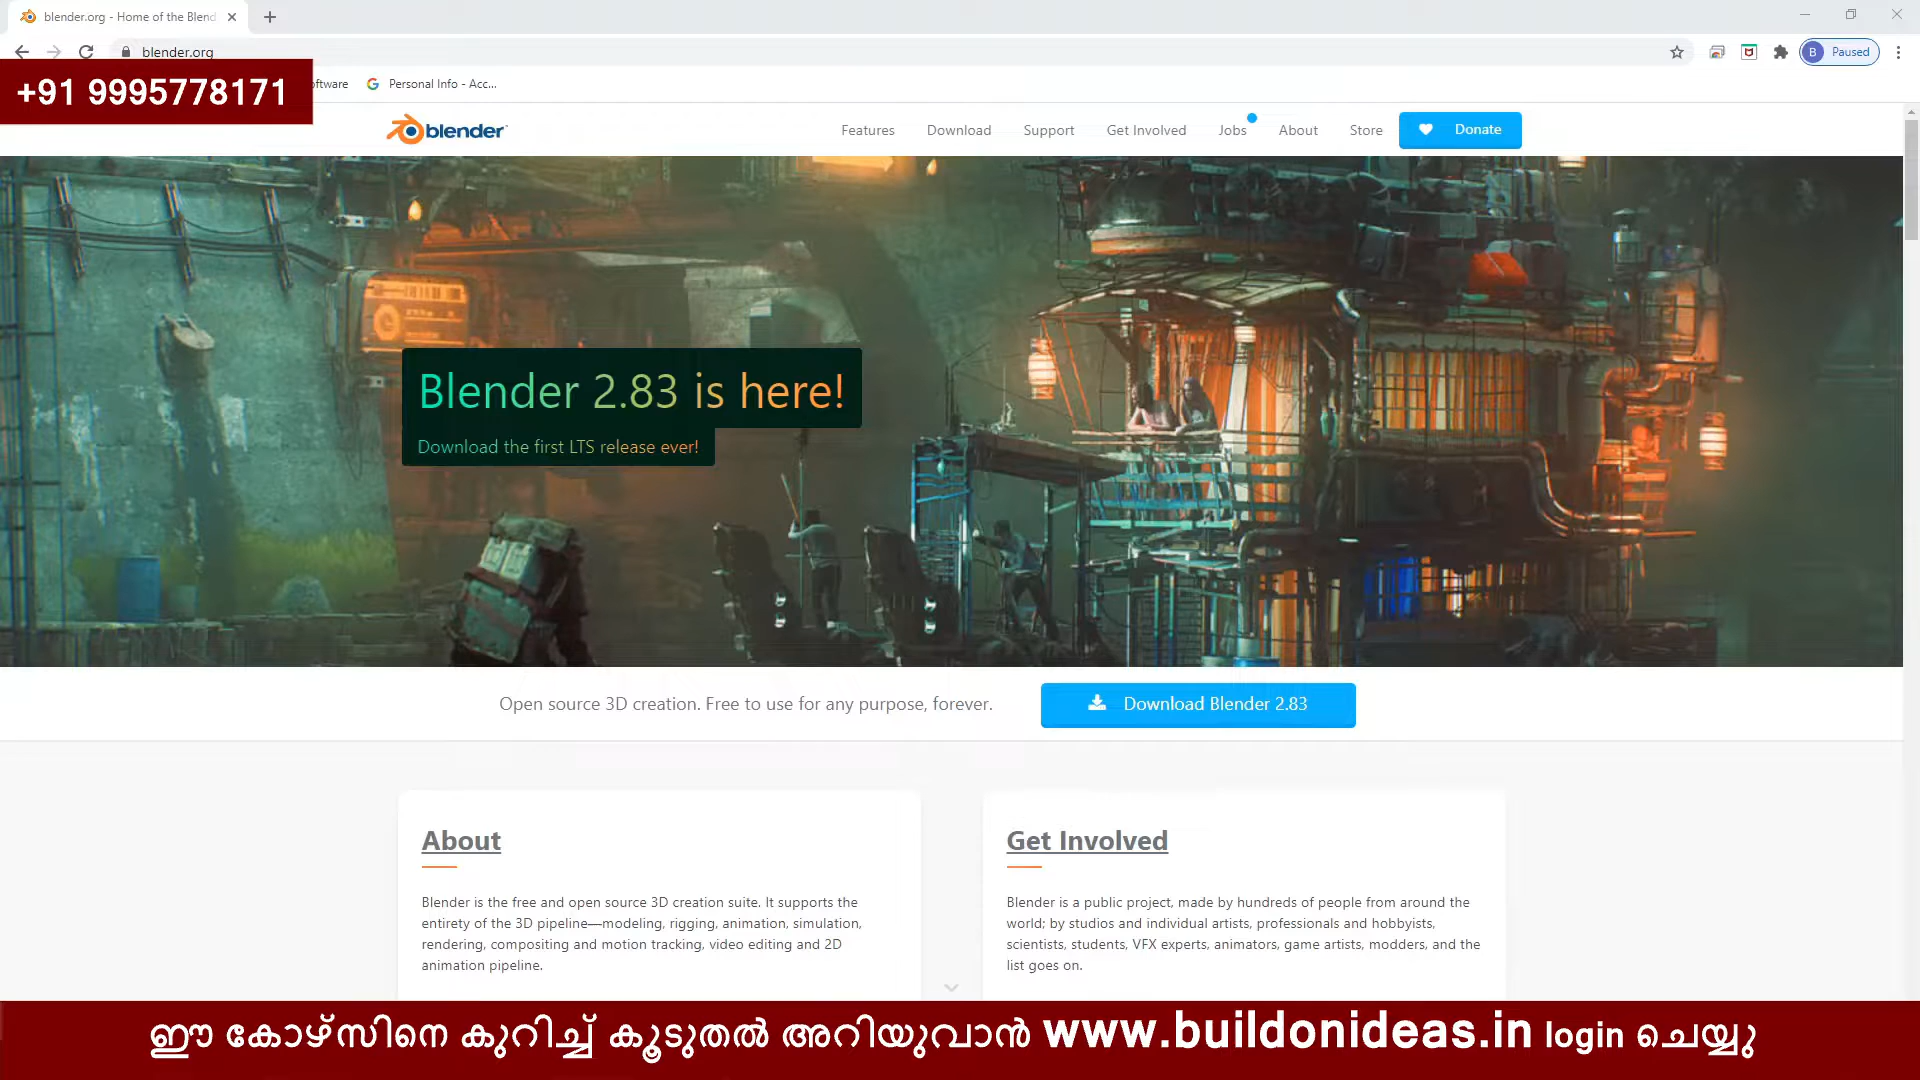 blender.org - Home of the Blend
blender.org
B Paused
+91 9995778171
oftware
Personal Info - Acc...
blender
Features Download Support Get Involved Jobs About Store Donate
Blender 2.83 is here!
Download the first LTS release ever!
Open source 3D creation. Free to use for any purpose, forever.
Download Blender 2.83
About
Blender is the free and open source 3D creation suite. It supports the
entirety of the 3D pipeline—modeling, rigging, animation, simulation,
rendering, compositing and motion tracking, video editing and 2D
animation pipeline.
Get Involved
Blender is a public project, made by hundreds of people from around the
world; by studios and individual artists, professionals and hobbyists,
scientists, students, VFX experts, animators, game artists, modders, and the
list goes on.
ഈ കോഴ്സിനെ കുറിച്ച് കൂടുതൽ അറിയുവാൻ www.buildonideas.in login ചെയ്യു